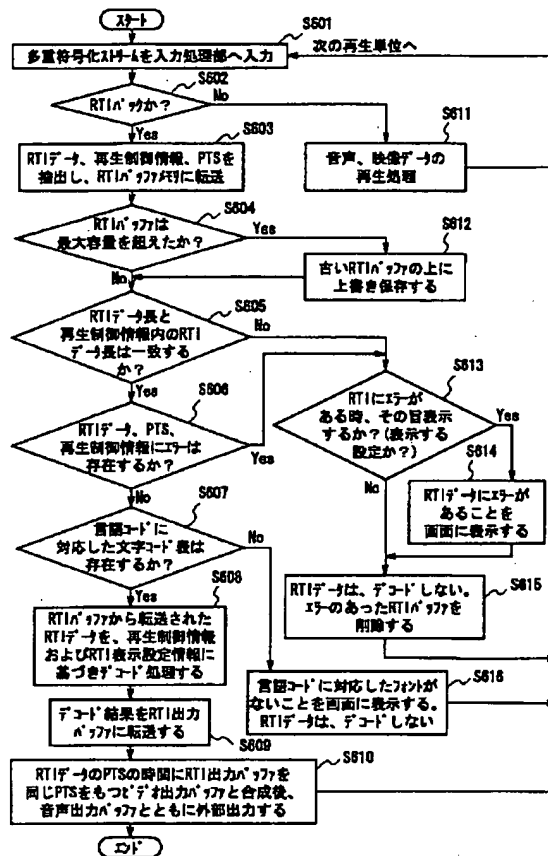 スタート
S601
多重符号化ストリームを入力処理部へ入力
次の再生単位へ
S602
RTIパックか?
No
Yes
S603
RTIデータ、再生制御情報、PTSを
抽出し、RTIバッファメモリに転送
S611
音声、映像データの
再生処理
S604
RTIバッファは
最大容量を超えたか?
Yes
No
S612
古いRTIバッファの上に
上書き保存する
S605
RTIデータ長と
再生制御情報内のRTI
データ長は一致する
か?
No
Yes
S606
RTIデータ、PTS、
再生制御情報にエラーは
存在するか?
Yes
No
S613
RTIにエラーが
ある時、その旨表示
するか?(表示する
設定か?)
Yes
No
S614
RTIデータにエラーが
あることを
画面に表示する
S607
言語コードに
対応した文字コード表は
存在するか?
No
Yes
S615
RTIデータは、デコードしない。
エラーのあったRTIバッファを
削除する
S608
RTIバッファから転送された
RTIデータを、再生制御情報
およびRTI表示設定情報に
基づきデコード処理する
S616
言語コードに対応したフォントが
ないことを画面に表示する。
RTIデータは、デコードしない
デコード結果をRTI出力
バッファに転送する
S609
S610
RTIデータのPTSの時間にRTI出力バッファを
同じPTSをもつビデオ出力バッファと合成後、
音声出力バッファとともに外部出力する
エンド